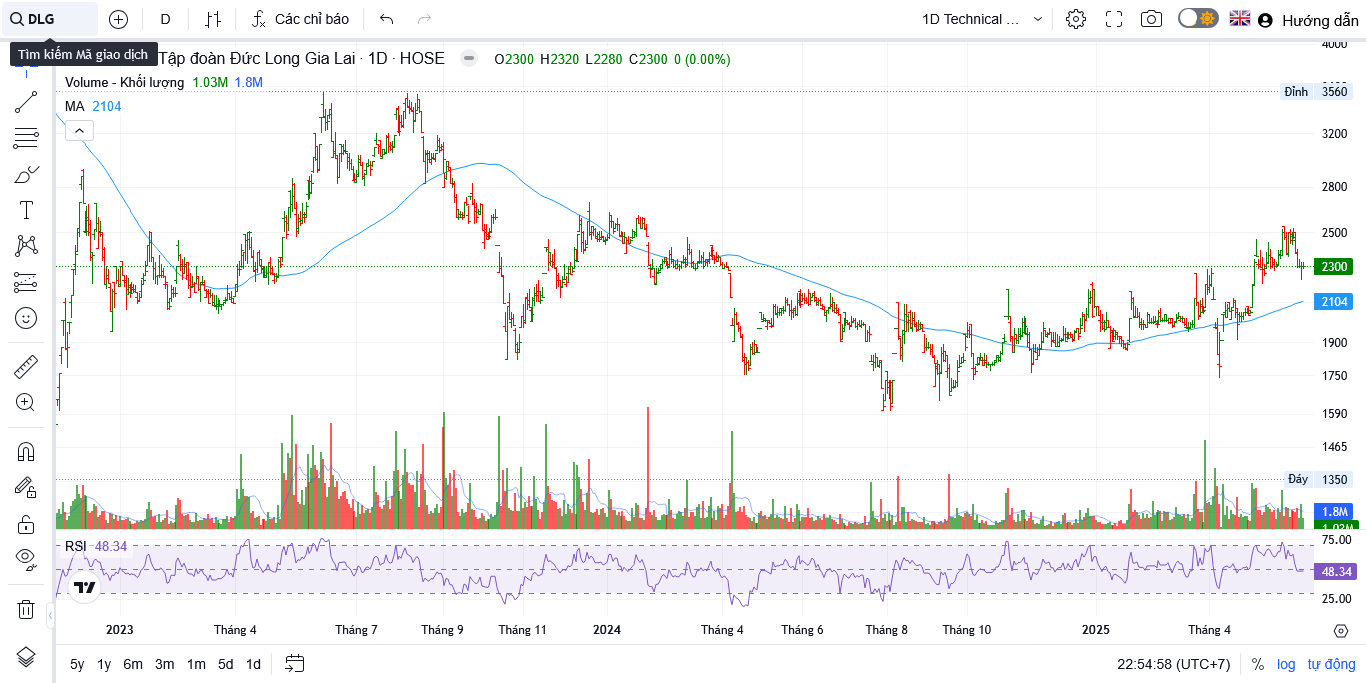 DLG
D
Các chỉ báo
1D Technical ...
Hướng dẫn
Tìm kiếm Mã giao dịch
Tập đoàn Đức Long Gia Lai · 1D · HOSE
O2300 H2320 L2280 C2300 0 (0.00%)
Volume - Khối lượng 1.03M 1.8M
MA 2104
4000
Đỉnh 3560
3200
2800
2500
2300
2104
1900
1750
1590
1465
Đáy 1350
1.8M
1.03M
RSI 48.34
75.00
48.34
25.00
2023 Tháng 4 Tháng 7 Tháng 9 Tháng 11 2024 Tháng 4 Tháng 6 Tháng 8 Tháng 10 2025 Tháng 4
5y 1y 6m 3m 1m 5d 1d
22:54:58 (UTC+7) % log tự động